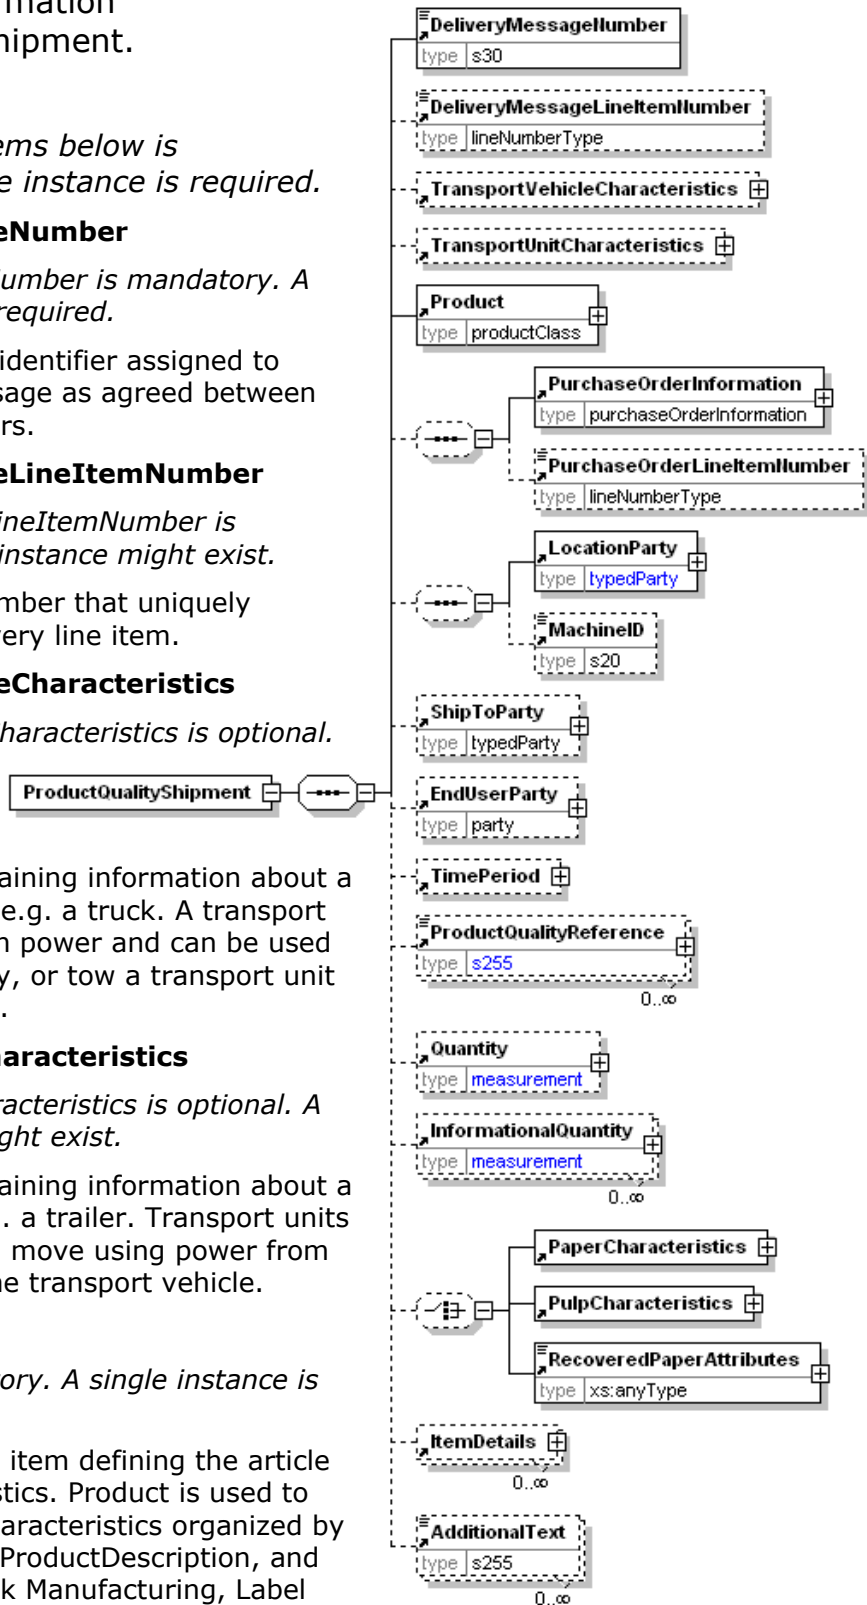 rmation
hipment.
ems below is
e instance is required.
eNumber
Number is mandatory. A
required.
identifier assigned to
sage as agreed between
rs.
eLineItemNumber
LineItemNumber is
instance might exist.
mber that uniquely
very line item.
eCharacteristics
Characteristics is optional.
aining information about a
e.g. a truck. A transport
n power and can be used
y, or tow a transport unit
.
haracteristics
racteristics is optional. A
ght exist.
aining information about a
. a trailer. Transport units
move using power from
he transport vehicle.
tory. A single instance is
item defining the article
stics. Product is used to
haracteristics organized by
ProductDescription, and
k Manufacturing, Label
ProductQualityShipment
DeliveryMessageNumber
type s30
DeliveryMessageLineItemNumber
type lineNumberType
TransportVehicleCharacteristics
TransportUnitCharacteristics
Product
type productClass
PurchaseOrderInformation
type purchaseOrderInformation
PurchaseOrderLineItemNumber
type lineNumberType
LocationParty
type typedParty
MachineID
type s20
ShipToParty
type typedParty
EndUserParty
type party
TimePeriod
ProductQualityReference
type s255
0..∞
Quantity
type measurement
InformationalQuantity
type measurement
0..∞
PaperCharacteristics
PulpCharacteristics
RecoveredPaperAttributes
type xs:anyType
ItemDetails
0..∞
AdditionalText
type s255
0..∞